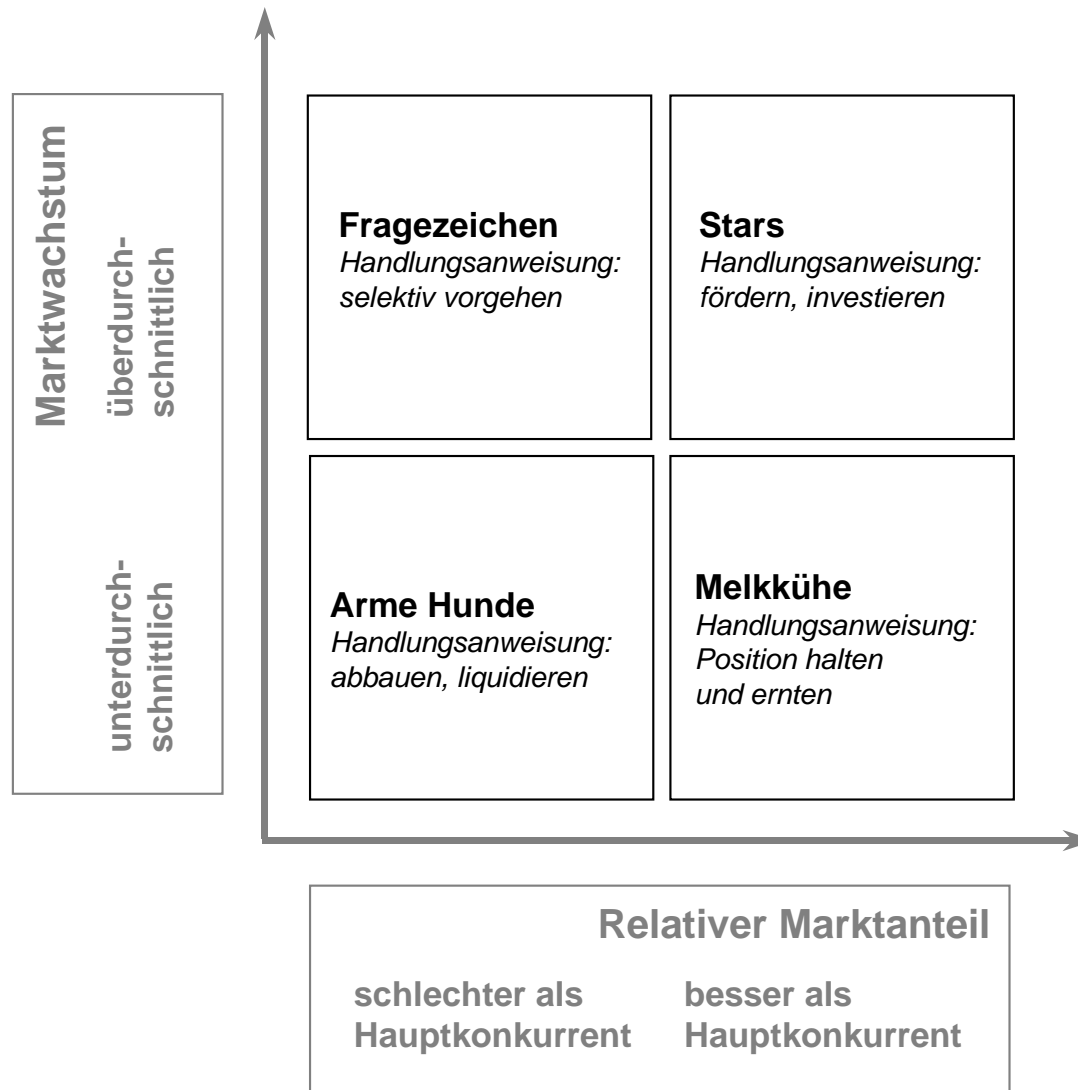 Marktwachstum
überdurch-
schnittlich
unterdurch-
schnittlich
Fragezeichen
Handlungsanweisung:
selektiv vorgehen
Stars
Handlungsanweisung:
fördern, investieren
Arme Hunde
Handlungsanweisung:
abbauen, liquidieren
Melkkühe
Handlungsanweisung:
Position halten
und ernten
Relativer Marktanteil
schlechter als
Hauptkonkurrent
besser als
Hauptkonkurrent